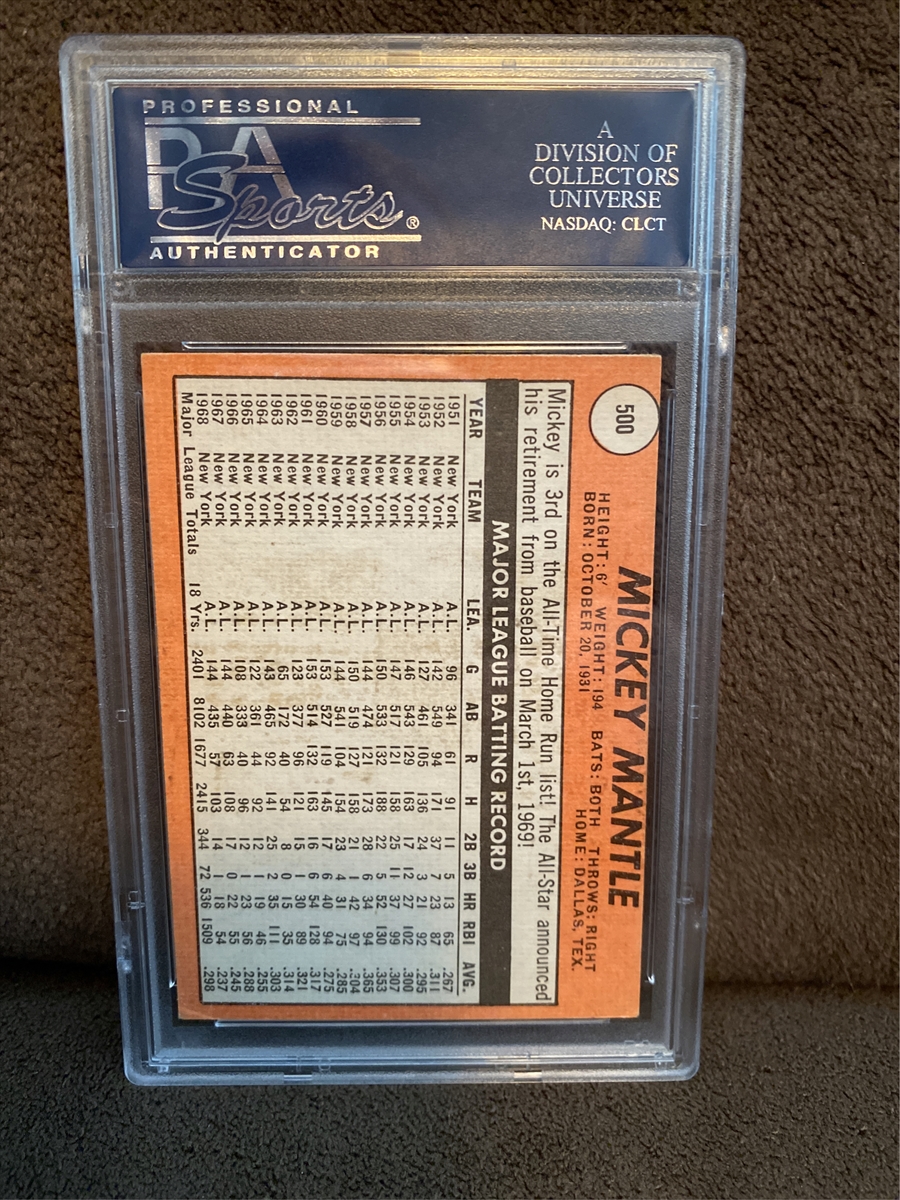 PROFESSIONAL
PSA
Sports®
AUTHENTICATOR
A
DIVISION OF
COLLECTORS
UNIVERSE
NASDAQ: CLCT
500
MICKEY MANTLE
HEIGHT: 6' WEIGHT: 194 BATS: BOTH THROWS: RIGHT
BORN: OCTOBER 20, 1931 HOME: DALLAS, TEX.
Mickey is 3rd on the All-Time Home Run list! The All-Star announced
his retirement from baseball on March 1st, 1969!
MAJOR LEAGUE BATTING RECORD
YEAR TEAM LEA. G AB R H 2B 3B HR RBI AVG.
1951 New York A.L. 96 341 61 91 11 5 13 65 .267
1952 New York A.L. 142 549 94 171 37 7 23 87 .311
1953 New York A.L. 127 461 105 136 24 3 21 92 .295
1954 New York A.L. 146 543 129 163 17 12 27 102 .300
1955 New York A.L. 147 517 121 158 25 11 37 99 .307
1956 New York A.L. 150 533 132 188 22 5 52 130 .353
1957 New York A.L. 144 474 121 173 28 6 34 94 .365
1958 New York A.L. 150 519 127 158 21 1 42 97 .304
1959 New York A.L. 144 541 104 154 23 4 31 75 .285
1960 New York A.L. 153 527 119 145 17 6 40 94 .275
1961 New York A.L. 153 514 132 163 16 6 54 128 .317
1962 New York A.L. 123 377 96 121 15 1 30 89 .321
1963 New York A.L. 65 172 40 54 8 0 15 35 .314
1964 New York A.L. 143 465 92 141 25 2 35 111 .303
1965 New York A.L. 122 361 44 92 12 1 19 46 .255
1966 New York A.L. 108 333 40 96 12 1 23 56 .288
1967 New York A.L. 144 440 63 108 17 0 22 55 .245
1968 New York A.L. 144 435 57 103 14 1 18 54 .237
Major League Totals 18 Yrs. 2401 8102 1677 2415 344 72 536 1509 .298